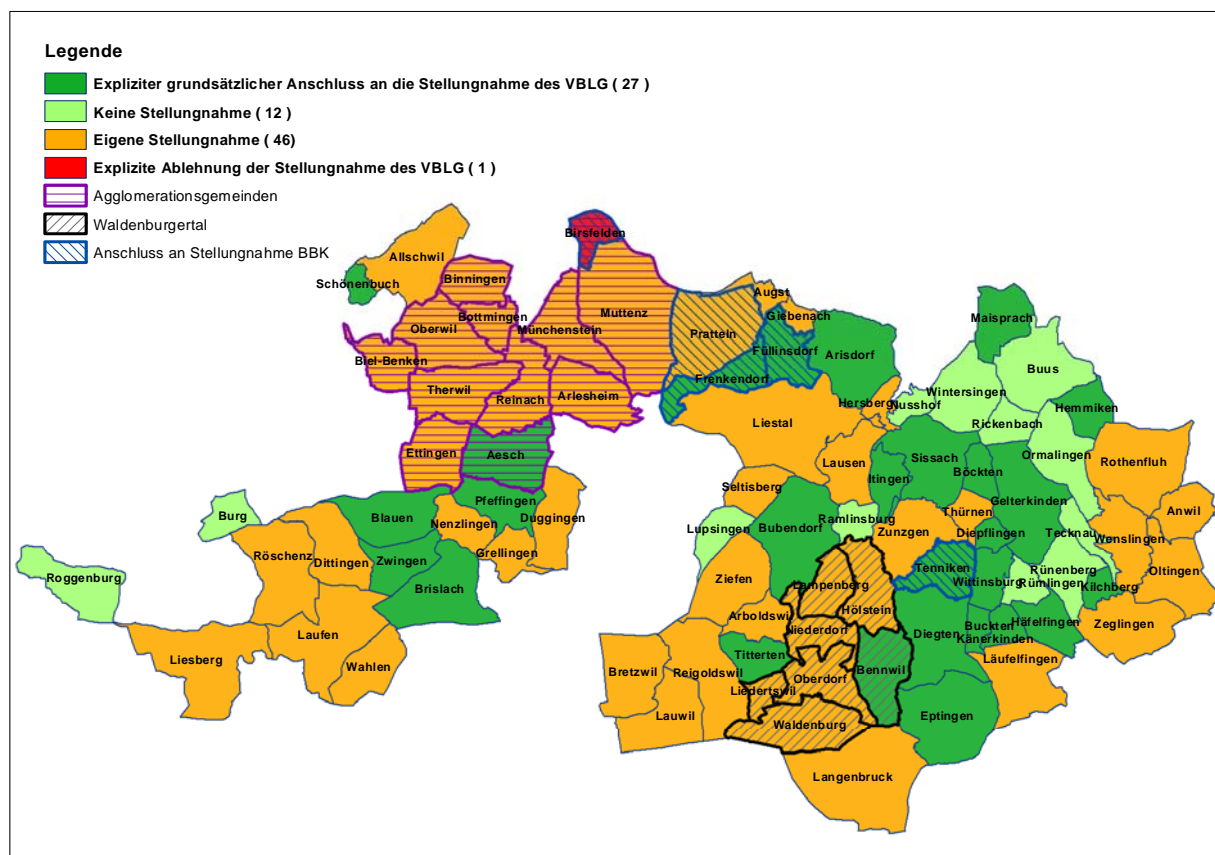 Legende
Expliziter grundsätzlicher Anschluss an die Stellungnahme des VBLG ( 27 )
Keine Stellungnahme ( 12 )
Eigene Stellungnahme ( 46)
Explizite Ablehnung der Stellungnahme des VBLG ( 1 )
Agglomerationsgemeinden
Waldenburgertal
Anschluss an Stellungnahme BBK
Birsfelden
Allschwil
Schönenbuch
Binningen
Bottmingen
Oberwil
Münchenstein
Muttenz
Biel-Benken
Therwil
Reinach
Arlesheim
Ettingen
Aesch
Pratteln
Augst
Giebenach
Füllinsdorf
Frenkendorf
Arisdorf
Hersberg
Maisprach
Buus
Wintersingen
Nusshof
Hemmiken
Rickenbach
Liestal
Lausen
Sissach
Itingen
Böckten
Ormalingen
Rothenfluh
Gelterkinden
Seltisberg
Bubendorf
Ramlinsburg
Lupsingen
Zunzgen
Thürnen
Diepflingen
Tecknau
Wenslingen
Anwil
Oltingen
Pfeffingen
Blauen
Nenzlingen
Duggingen
Burg
Röschenz
Dittingen
Zwingen
Grellingen
Brislach
Roggenburg
Laufen
Liesberg
Wahlen
Ziefen
Lampenberg
Hölstein
Tenniken
Wittinsburg
Rünenberg
Rümlingen
Kilchberg
Zeglingen
Arboldswi
Niederdorf
Diegten
Buckten
Känerkinden
Häfelfingen
Läufelfingen
Titterten
Bretzwil
Reigoldswil
Lauwil
Liedertswil
Oberdorf
Bennwil
Waldenburg
Eptingen
Langenbruck